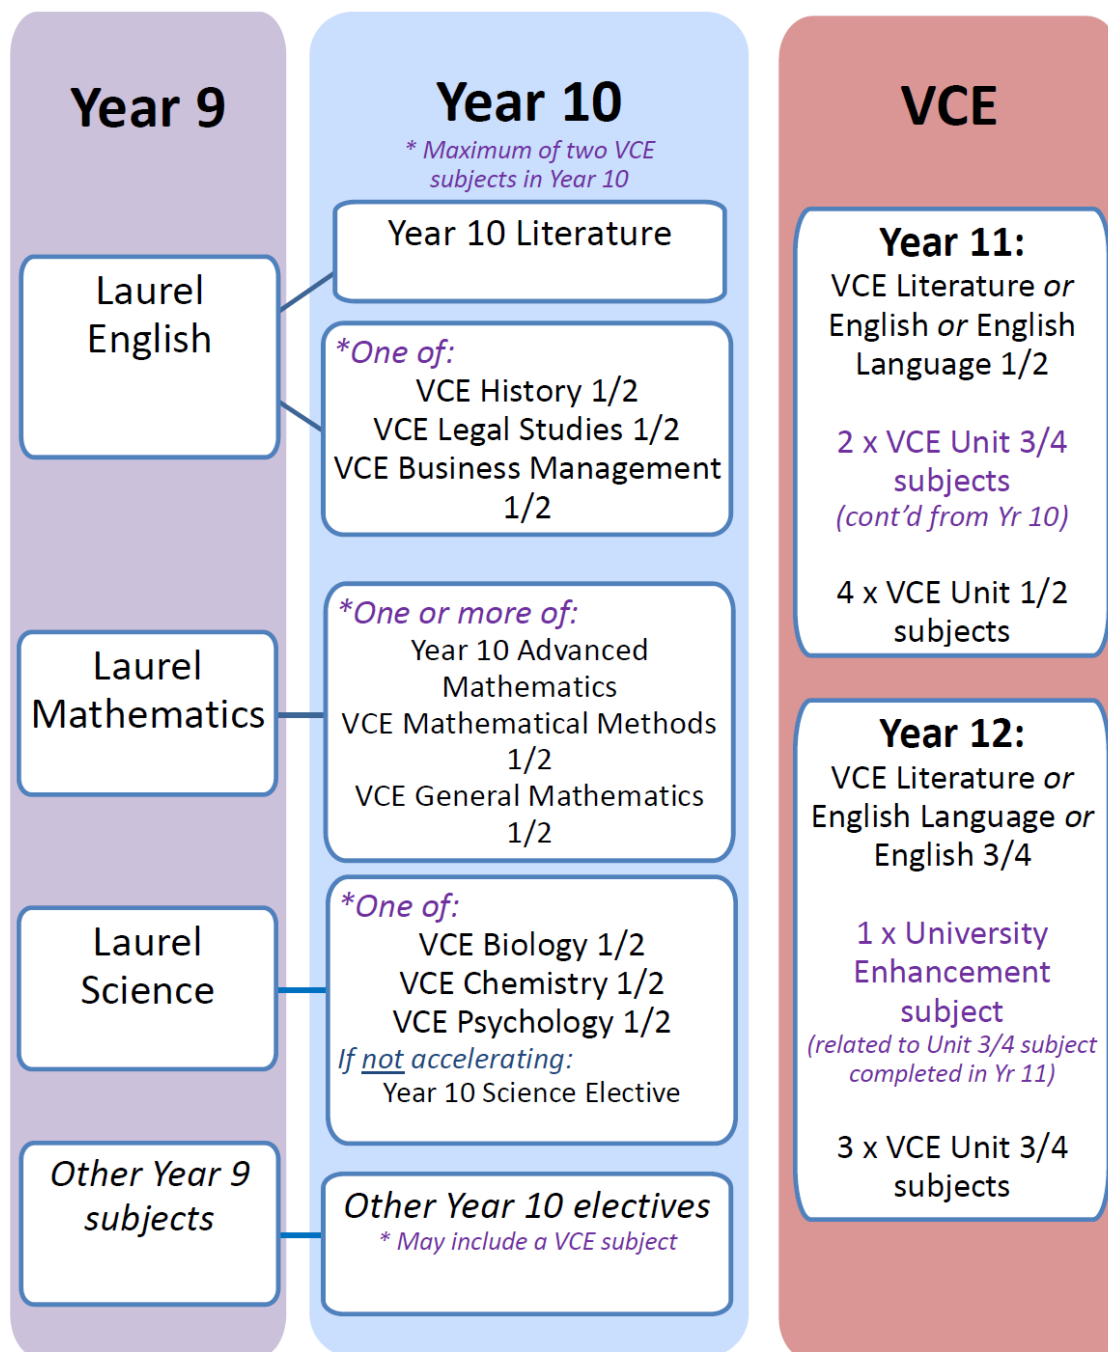 Year 9
Laurel
English
Laurel
Mathematics
Laurel
Science
Other Year 9
subjects
Year 10
* Maximum of two VCE
subjects in Year 10
Year 10 Literature
*One of:
VCE History 1/2
VCE Legal Studies 1/2
VCE Business Management
1/2
*One or more of:
Year 10 Advanced
Mathematics
VCE Mathematical Methods
1/2
VCE General Mathematics
1/2
*One of:
VCE Biology 1/2
VCE Chemistry 1/2
VCE Psychology 1/2
If not accelerating:
Year 10 Science Elective
Other Year 10 electives
* May include a VCE subject
VCE
Year 11:
VCE Literature or
English or English
Language 1/2
2 x VCE Unit 3/4
subjects
(cont’d from Yr 10)
4 x VCE Unit 1/2
subjects
Year 12:
VCE Literature or
English Language or
English 3/4
1 x University
Enhancement
subject
(related to Unit 3/4 subject
completed in Yr 11)
3 x VCE Unit 3/4
subjects